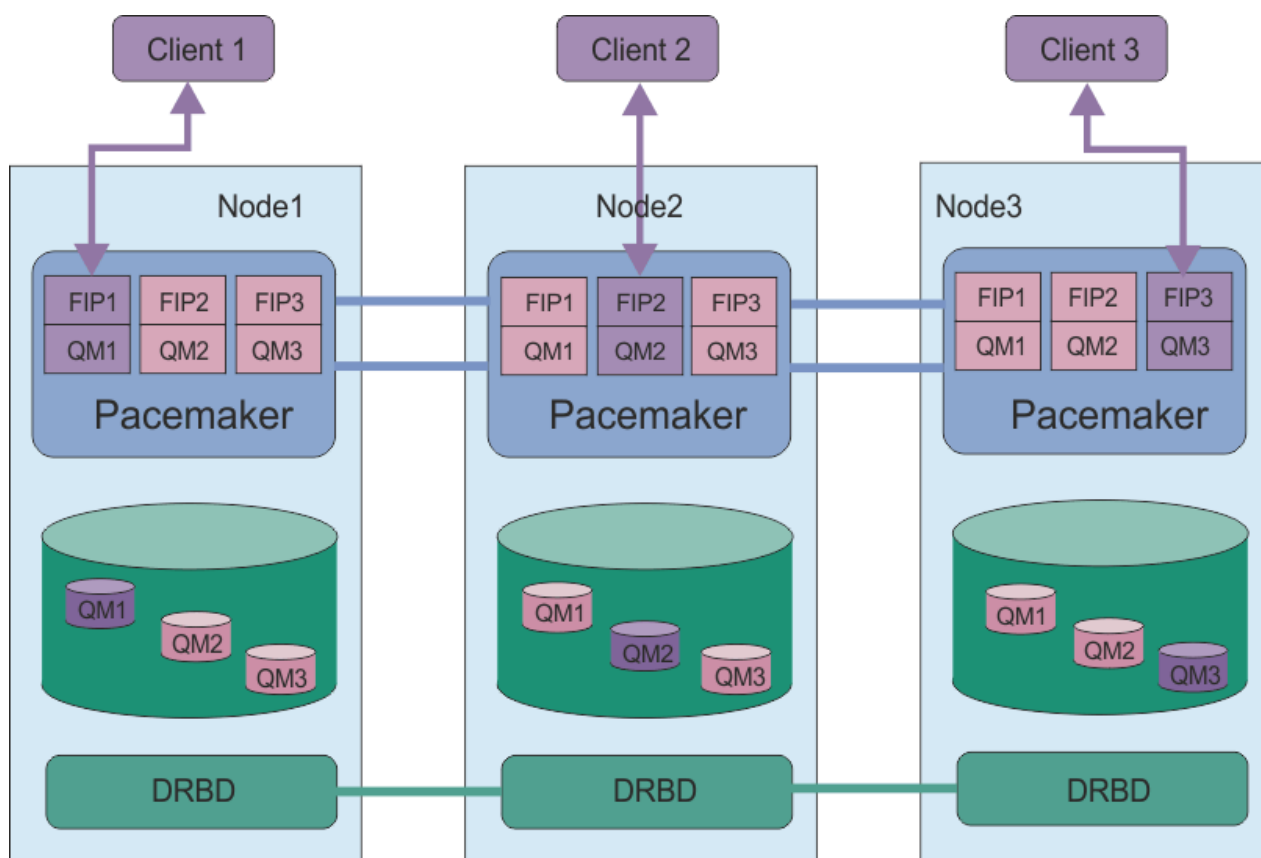 Client 1
Client 2
Client 3
Node1
Node2
Node3
FIP1 FIP2 FIP3
QM1 QM2 QM3
Pacemaker
FIP1 FIP2 FIP3
QM1 QM2 QM3
Pacemaker
FIP1 FIP2 FIP3
QM1 QM2 QM3
Pacemaker
QM1
QM2
QM3
QM1
QM2
QM3
QM1
QM2
QM3
DRBD
DRBD
DRBD